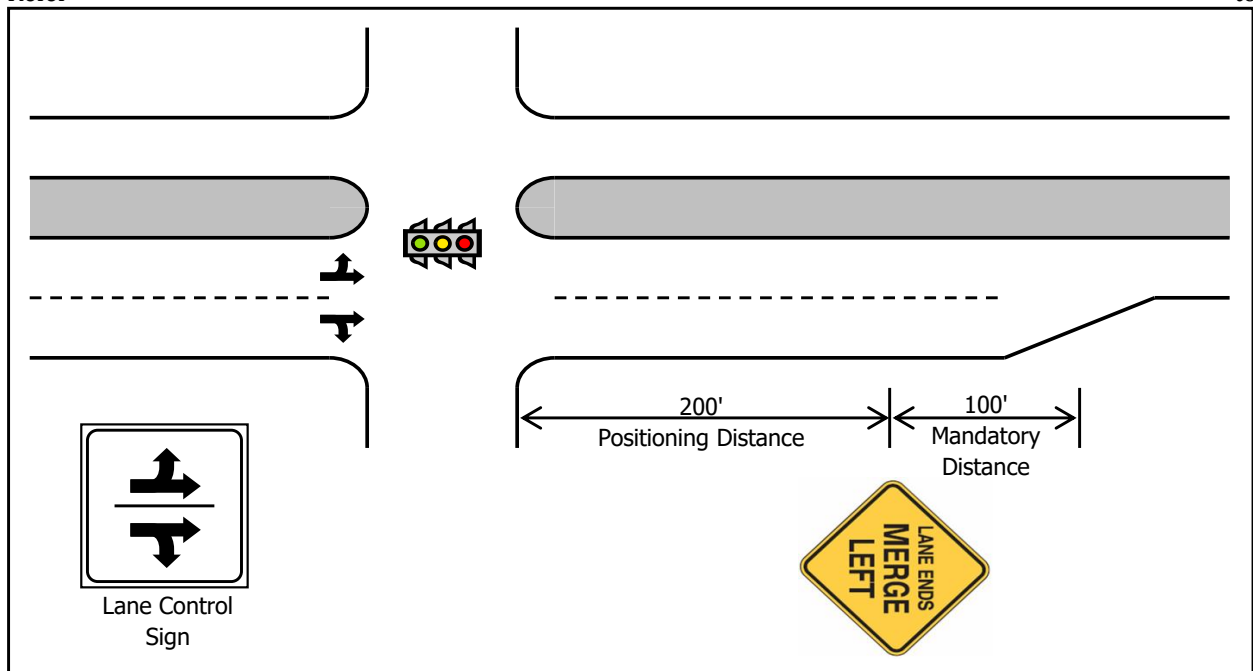 200'
Positioning Distance
100'
Mandatory
Distance
LANE ENDS
MERGE
LEFT
Lane Control
Sign